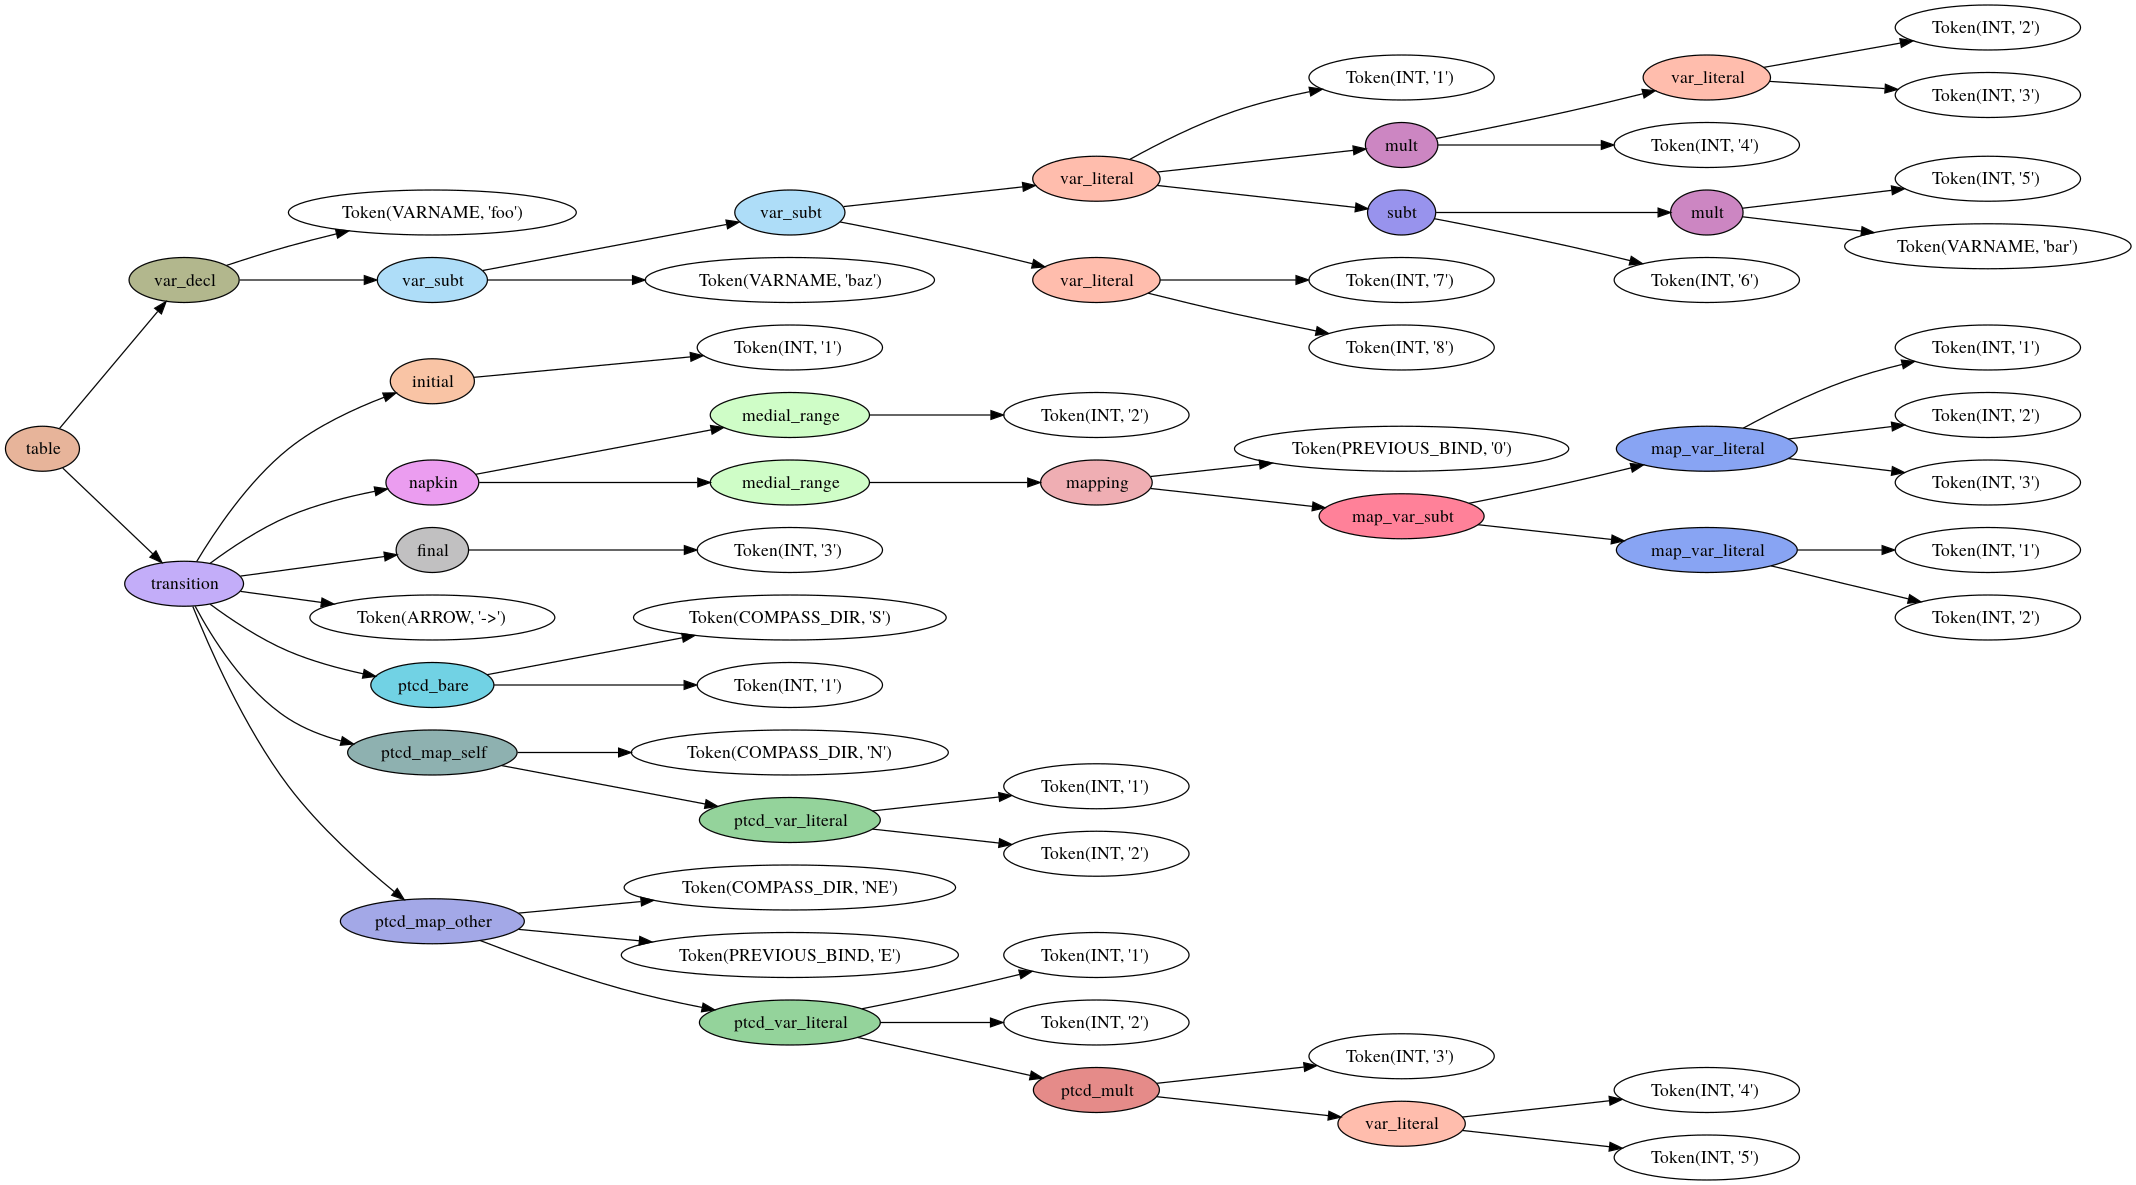 table
var_decl
Token(VARNAME, 'foo')
var_subt
var_subt
var_literal
Token(INT, '1')
mult
var_literal
Token(INT, '2')
Token(INT, '3')
Token(INT, '4')
subt
mult
Token(INT, '5')
Token(VARNAME, 'bar')
Token(INT, '6')
var_literal
Token(INT, '7')
Token(INT, '8')
Token(VARNAME, 'baz')
transition
initial
Token(INT, '1')
napkin
medial_range
Token(INT, '2')
medial_range
mapping
Token(PREVIOUS_BIND, '0')
map_var_subt
map_var_literal
Token(INT, '1')
Token(INT, '2')
Token(INT, '3')
map_var_literal
Token(INT, '1')
Token(INT, '2')
final
Token(INT, '3')
Token(ARROW, '->')
ptcd_bare
Token(COMPASS_DIR, 'S')
Token(INT, '1')
ptcd_map_self
Token(COMPASS_DIR, 'N')
ptcd_var_literal
Token(INT, '1')
Token(INT, '2')
ptcd_map_other
Token(COMPASS_DIR, 'NE')
Token(PREVIOUS_BIND, 'E')
ptcd_var_literal
Token(INT, '1')
Token(INT, '2')
ptcd_mult
Token(INT, '3')
var_literal
Token(INT, '4')
Token(INT, '5')